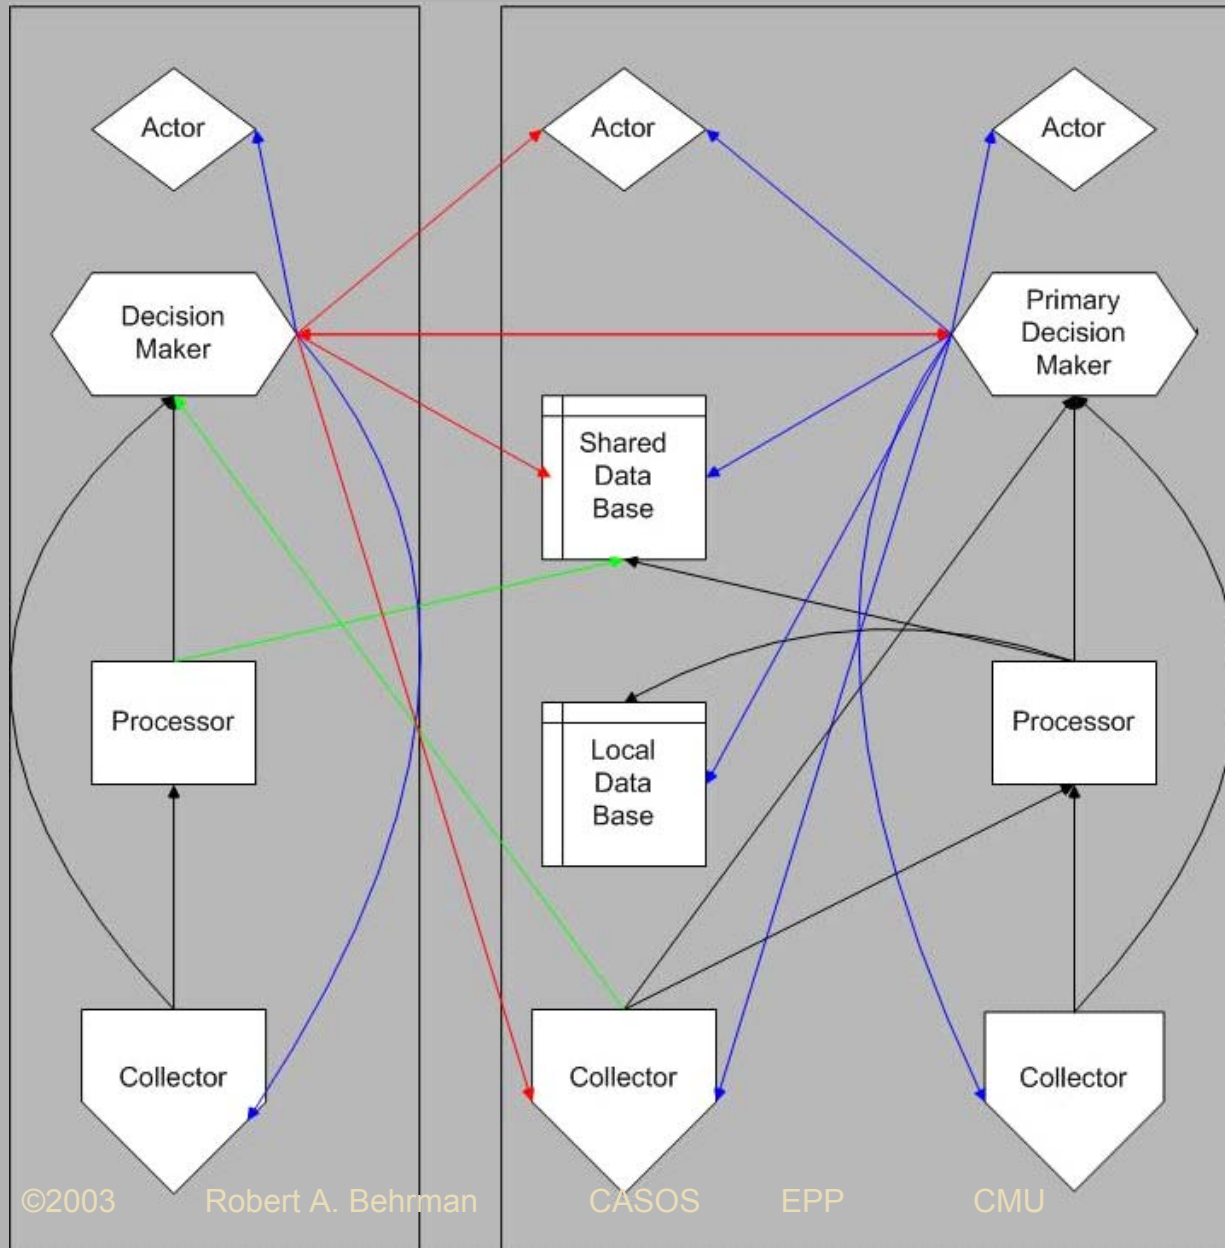 Actor
Actor
Actor
Decision
Maker
Primary
Decision
Maker
Shared
Data
Base
Processor
Local
Data
Base
Processor
Collector
Collector
Collector
©2003 Robert A. Behrman CASOS EPP CMU